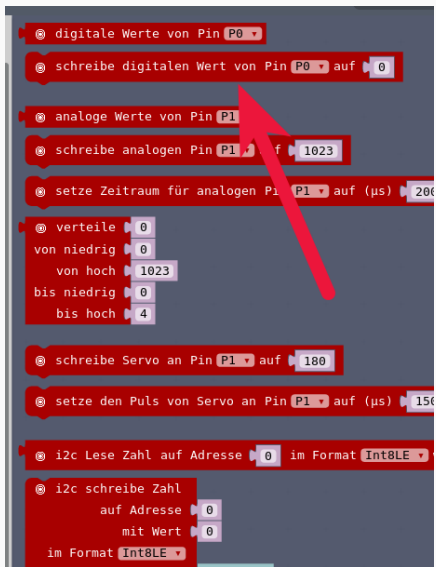 digitale Werte von Pin P0
schreibe digitalen Wert von Pin P0 auf 0
analoge Werte von Pin P1
schreibe analogen Pin P1 auf 1023
setze Zeitraum für analogen Pin P1 auf (µs) 200
verteile 0
von niedrig 0
von hoch 1023
bis niedrig 0
bis hoch 4
schreibe Servo an Pin P1 auf 180
setze den Puls von Servo an Pin P1 auf (µs) 150
i2c Lese Zahl auf Adresse 0 im Format Int8LE
i2c schreibe Zahl
auf Adresse 0
mit Wert 0
im Format Int8LE